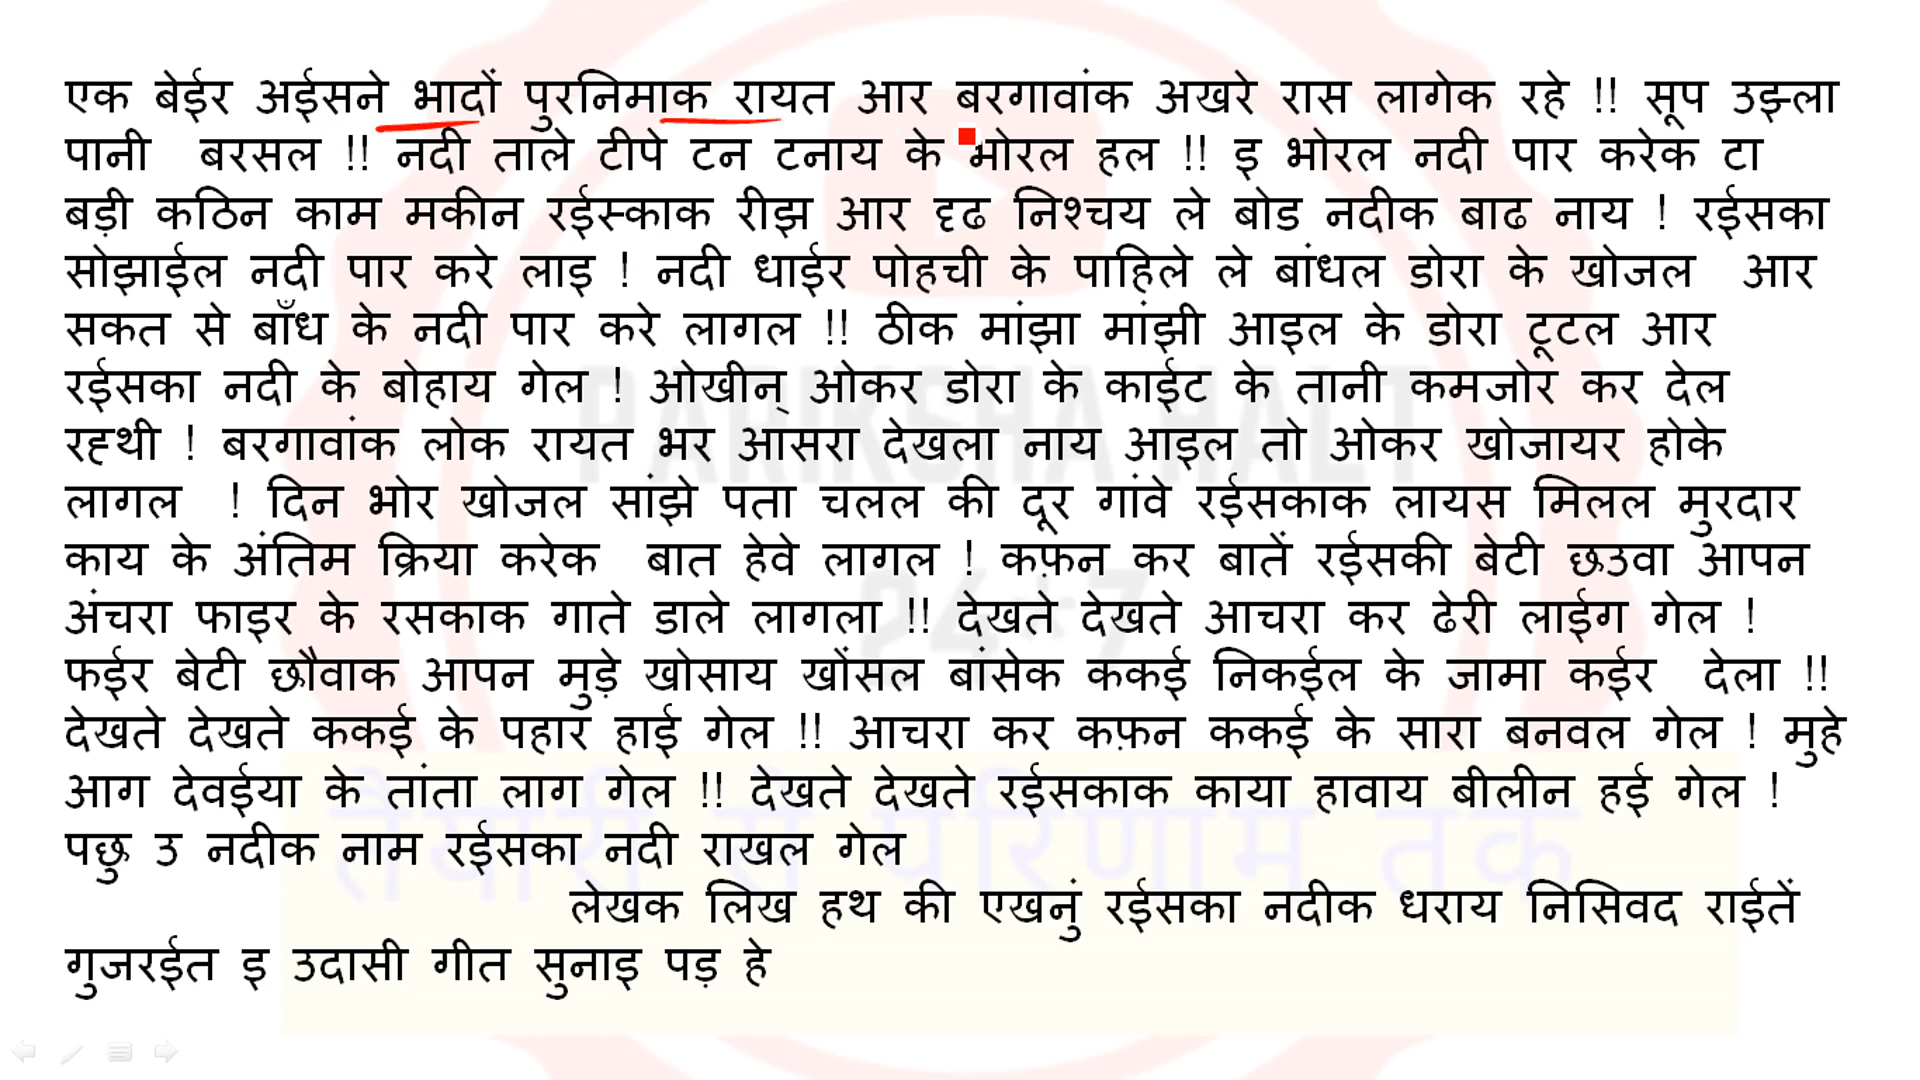 एक बेईर अईसने भादों पुरनिमाक रायत आर बरगावांक अखरे रास लागेक रहे !! सूप उझ्ला
पानी बरसल !! नदी ताले टीपे टन टनाय के भोरल हल !! इ भोरल नदी पार करेक टा
बड़ी कठिन काम मकीन रईस्काक रीझ आर दृढ निश्चय ले बोड नदीक बाढ नाय ! रईसका
सोझाईल नदी पार करे लाइ ! नदी धाईर पोहची के पाहिले ले बांधल डोरा के खोजल आर
सकत से बाँध के नदी पार करे लागल !! ठीक मांझा मांझी आइल के डोरा टूटल आर
रईसका नदी के बोहाय गेल ! ओखीन् ओकर डोरा के काईट के तानी कमजोर कर देल
रह्थी ! बरगावांक लोक रायत भर आसरा देखला नाय आइल तो ओकर खोजायर होके
लागल ! दिन भोर खोजल सांझे पता चलल की दूर गांवे रईसकाक लायस मिलल मुरदार
काय के अंतिम क्रिया करेक बात हेवे लागल ! कफ़न कर बातें रईसकी बेटी छउवा आपन
अंचरा फाइर के रसकाक गाते डाले लागला !! देखते देखते आचरा कर ढेरी लाईग गेल !
फईर बेटी छौवाक आपन मुड़े खोसाय खोंसल बांसेक ककई निकईल के जामा कईर देला !!
देखते देखते ककई के पहार हाई गेल !! आचरा कर कफ़न ककई के सारा बनवल गेल ! मुहे
आग देवईया के तांता लाग गेल !! देखते देखते रईसकाक काया हावाय बीलीन हई गेल !
पछु उ नदीक नाम रईसका नदी राखल गेल
लेखक लिख हथ की एखनुं रईसका नदीक धराय निसिवद राईतें
गुजरईत इ उदासी गीत सुनाइ पड़ हे
PARIKSHA HALT
24*7
तैयारी से परिणाम तक